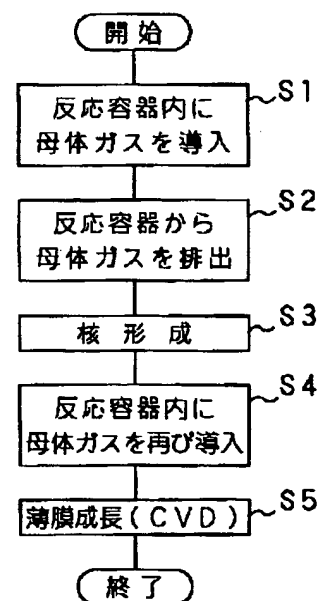 開始
反応容器内に
母体ガスを導入
S1
反応容器から
母体ガスを排出
S2
核形成
S3
反応容器内に
母体ガスを再び導入
S4
薄膜成長(CVD)
S5
終了